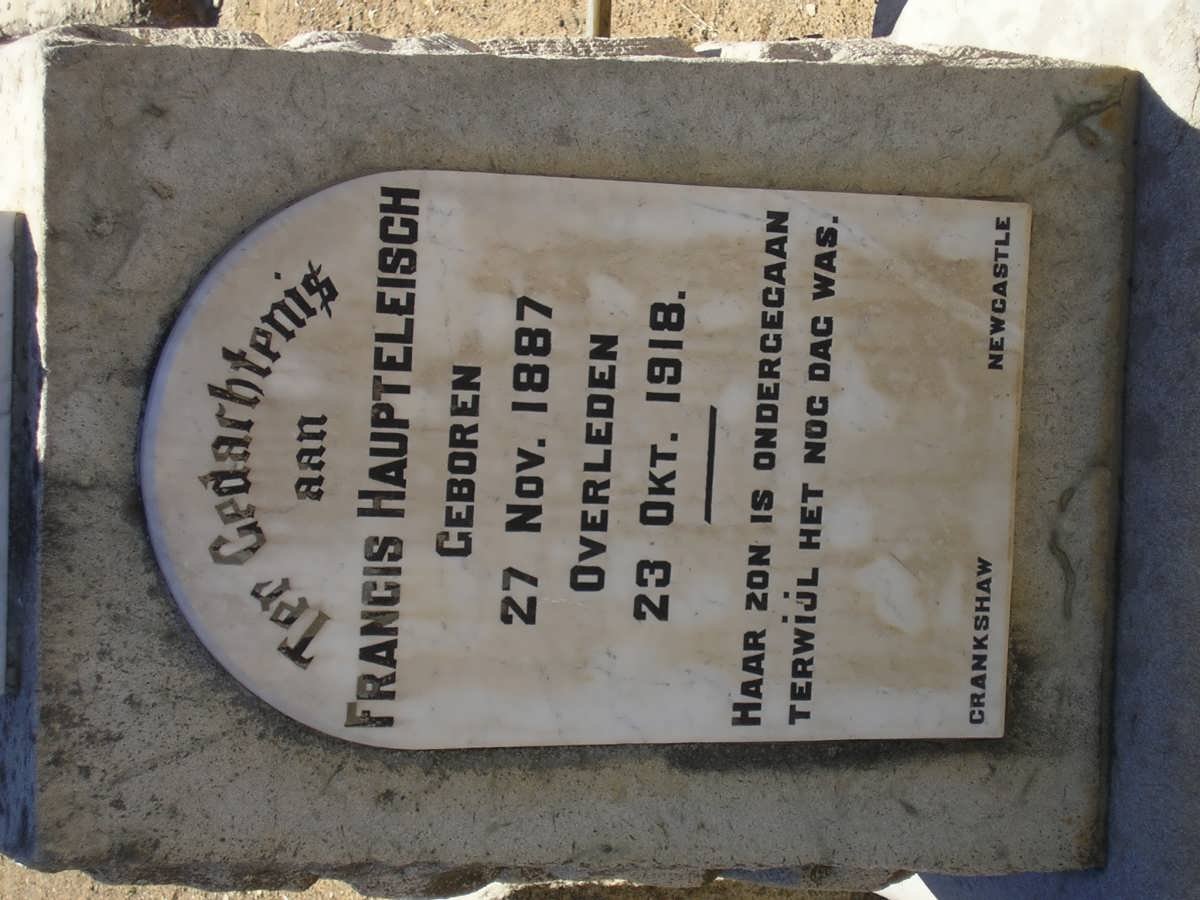 Ter Gedachtenis
aan
FRANCIS HAUPTFLEISCH
GEBOREN
27 NOV. 1887
OVERLEDEN
23 OKT. 1918.
HAAR ZON IS ONDERGEGAAN
TERWIJL HET NOG DAG WAS.
CRANKSHAW NEWCASTLE